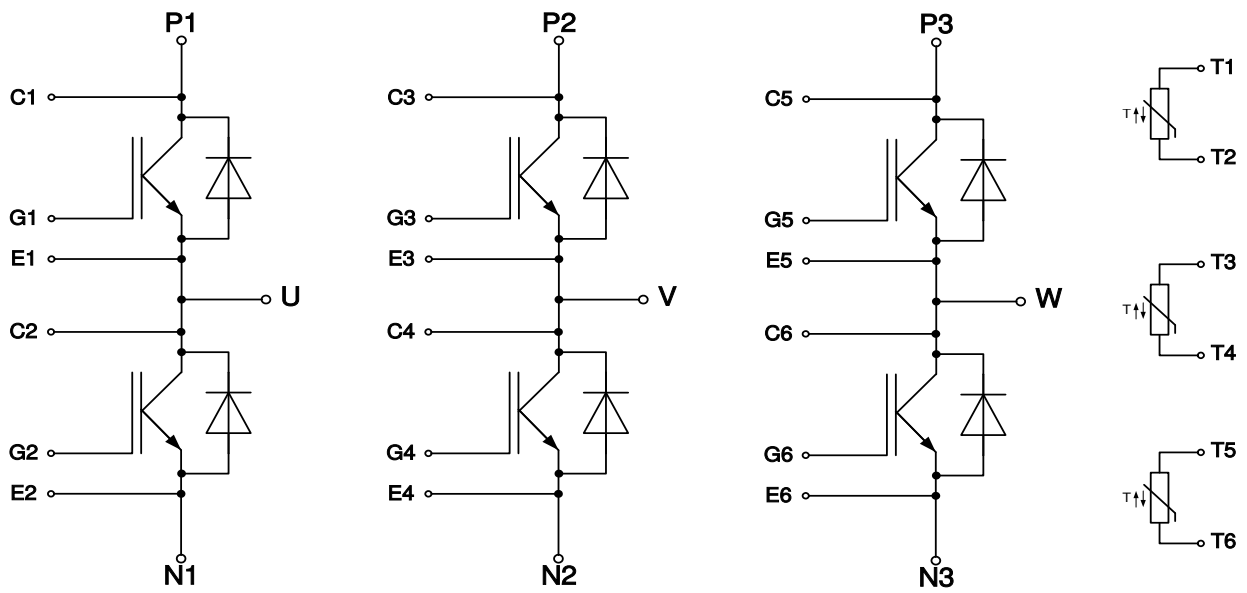 P1 P2 P3
C1 C3 C5 T1
T
G1 G3 G5 T2
E1 E3 E5 T3
U V W
T
C2 C4 C6 T4
G2 G4 G6 T5
E2 E4 E6
T
T6
N1 N2 N3